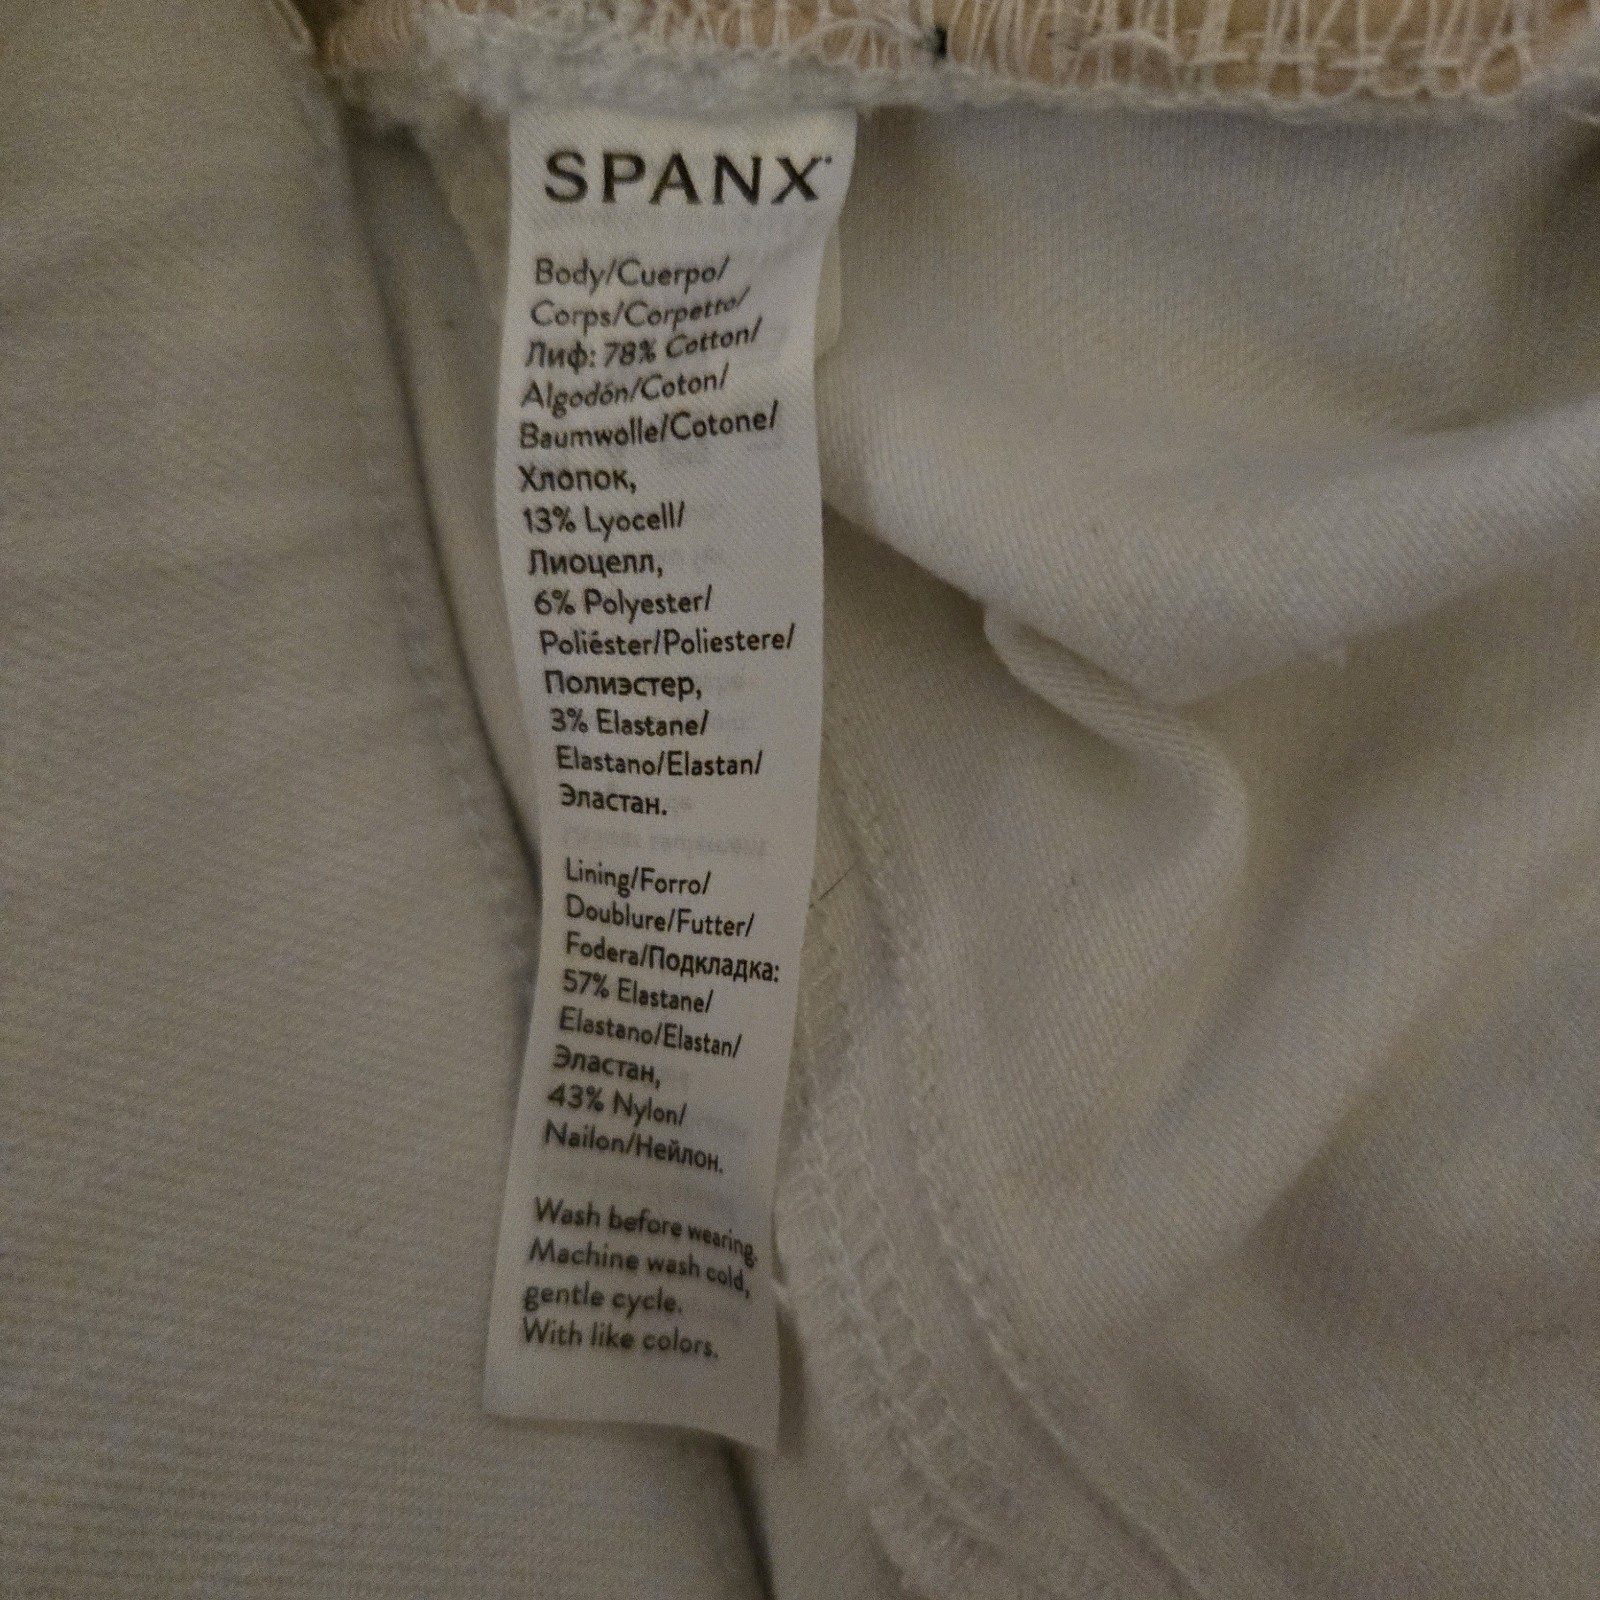 SPANX
Body/Cuerpo/
Corps/Corpetto/
Лиф: 78% Cotton/
Algodón/Coton/
Baumwolle/Cotone/
Хлопок,
13% Lyocell/
Лиоцелл,
6% Polyester/
Poliéster/Poliestere/
Полиэстер,
3% Elastane/
Elastano/Elastan/
Эластан.
Lining/Forro/
Doublure/Futter/
Fodera/Подкладка:
57% Elastane/
Elastano/Elastan/
Эластан,
43% Nylon/
Nailon/Нейлон.
Wash before wearing.
Machine wash cold,
gentle cycle.
With like colors.